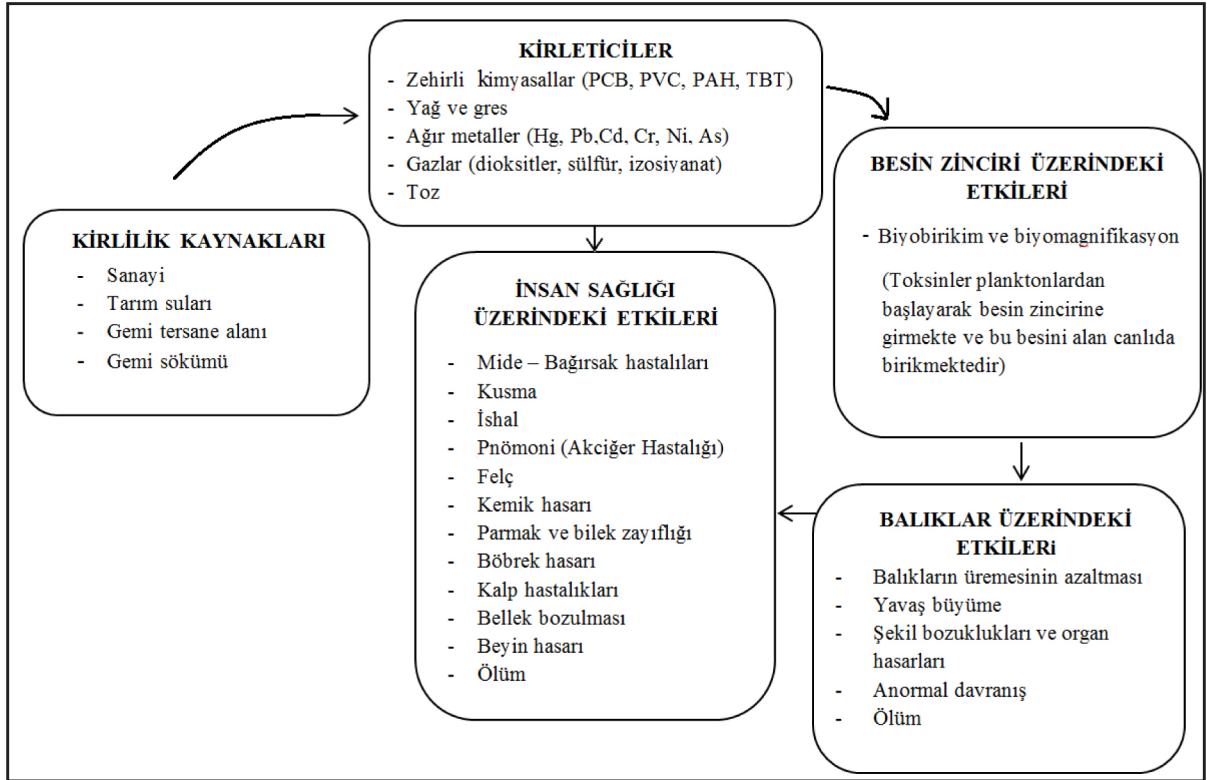 KİRLETİCİLER
- Zehirli kimyasallar (PCB, PVC, PAH, TBT)
- Yağ ve gres
- Ağır metaller (Hg, Pb,Cd, Cr, Ni, As)
- Gazlar (dioksitler, sülfür, izosiyanat)
- Toz
KİRLİLİK KAYNAKLARI
- Sanayi
- Tarım suları
- Gemi tersane alanı
- Gemi sökümü
BESİN ZİNCİRİ ÜZERİNDEKİ
ETKİLERİ
- Biyobirikim ve biyomagnifikasyon
(Toksinler planktonlardan
başlayarak besin zincirine
girmekte ve bu besini alan canlıda
birikmektedir)
İNSAN SAĞLIĞI
ÜZERİNDEKİ ETKİLERİ
- Mide – Bağırsak hastalıları
- Kusma
- İshal
- Pnömoni (Akciğer Hastalığı)
- Felç
- Kemik hasarı
- Parmak ve bilek zayıflığı
- Böbrek hasarı
- Kalp hastalıkları
- Bellek bozulması
- Beyin hasarı
- Ölüm
BALIKLAR ÜZERİNDEKİ
ETKİLERi
- Balıkların üremesinin azaltması
- Yavaş büyüme
- Şekil bozuklukları ve organ
hasarları
- Anormal davranış
- Ölüm